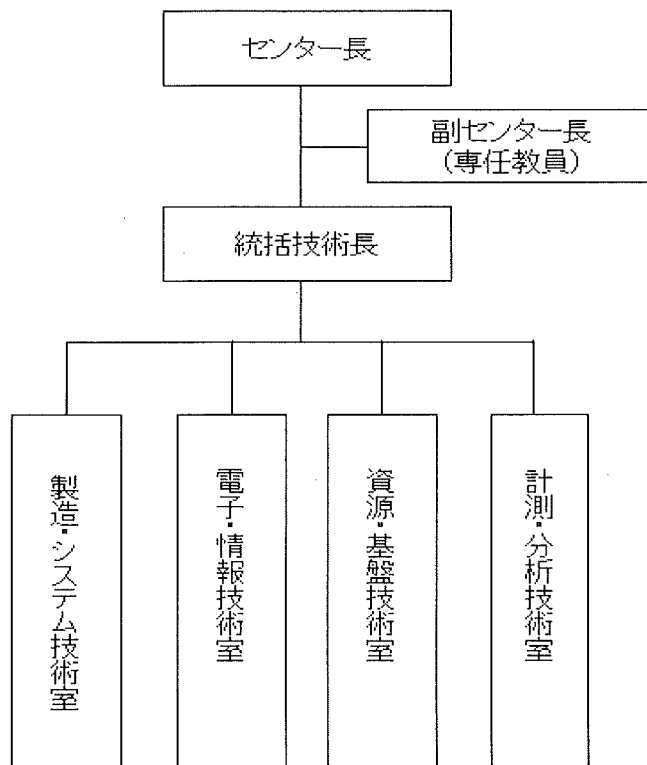 センター長
副センター長
(専任教員)
統括技術長
製造・システム技術室
電子・情報技術室
資源・基盤技術室
計測・分析技術室